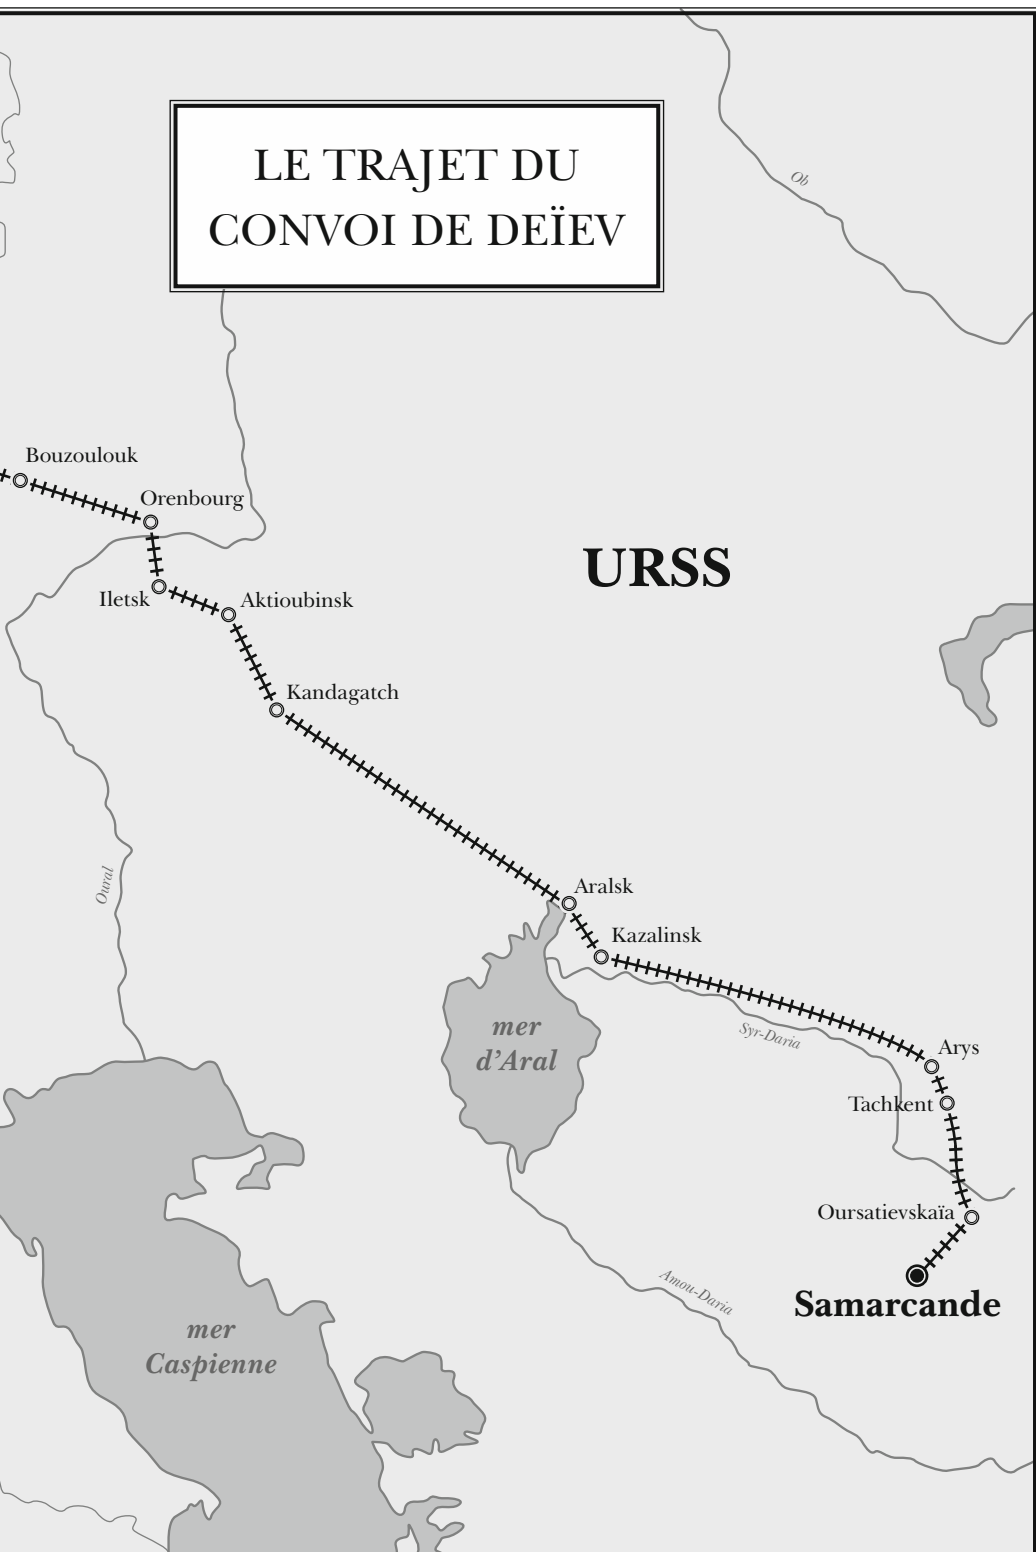 LE TRAJET DU
CONVOI DE DEÏEV
Ob
Bouzoulouk
Orenbourg
URSS
Iletsk
Aktioubinsk
Kandagatch
Oural
Aralsk
Kazalinsk
mer
d'Aral
Syr-Daria
Arys
Tachkent
Oursatievskaïa
Amou-Daria
Samarcande
mer
Caspienne